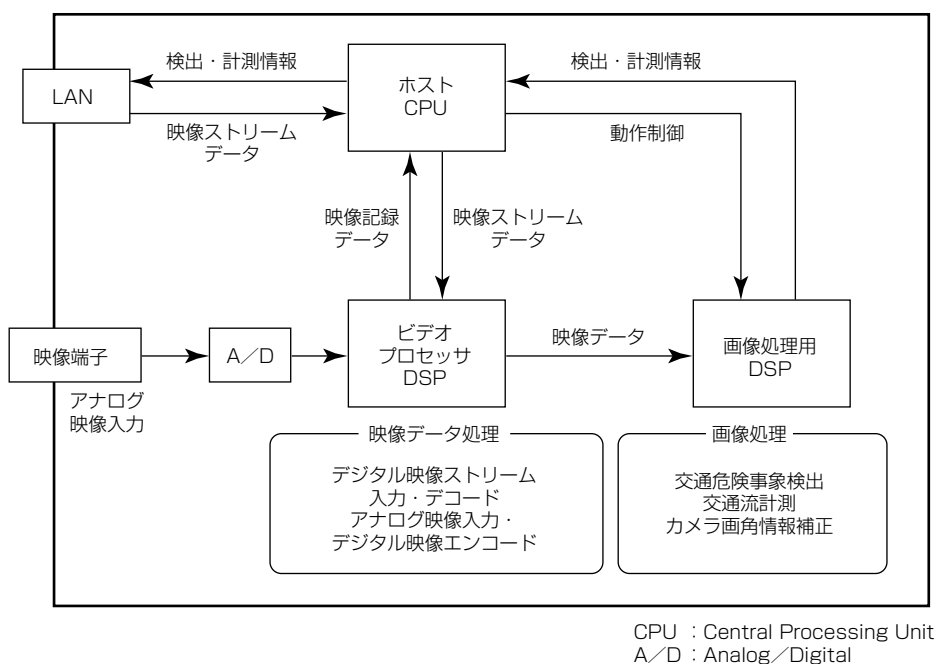 検出・計測情報
検出・計測情報
LAN
ホスト
CPU
映像ストリーム
データ
動作制御
映像記録
データ
映像ストリーム
データ
映像端子
A／D
ビデオ
プロセッサ
DSP
映像データ
画像処理用
DSP
アナログ
映像入力
映像データ処理
デジタル映像ストリーム
入力・デコード
アナログ映像入力・
デジタル映像エンコード
画像処理
交通危険事象検出
交通流計測
カメラ画角情報補正
CPU ：Central Processing Unit
A／D：Analog／Digital